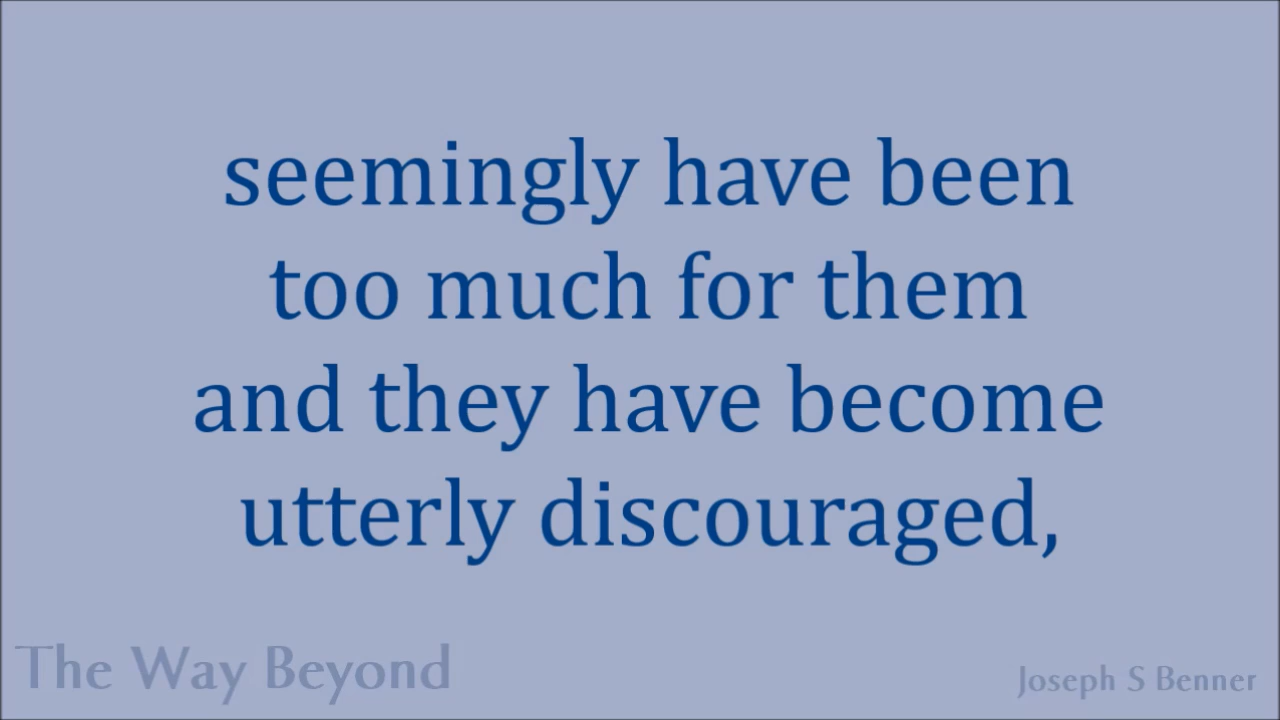 seemingly have been
too much for them
and they have become
utterly discouraged,
The Way Beyond
Joseph S Benner